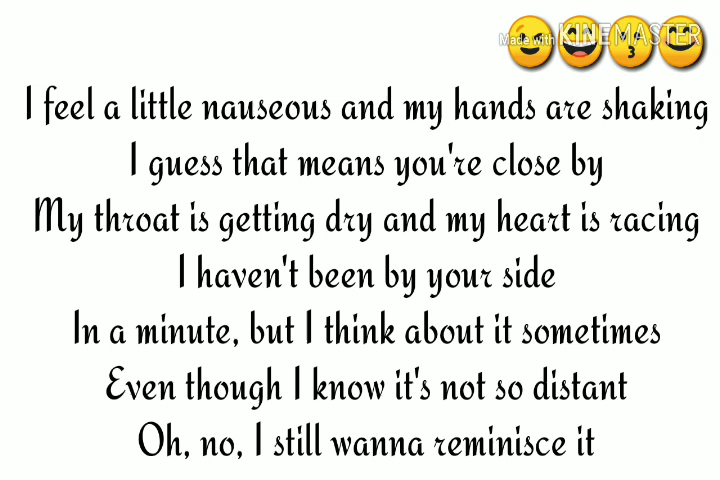 Made with KINEMASTER
I feel a little nauseous and my hands are shaking
I guess that means you're close by
My throat is getting dry and my heart is racing
I haven't been by your side
In a minute, but I think about it sometimes
Even though I know it's not so distant
Oh, no, I still wanna reminisce it